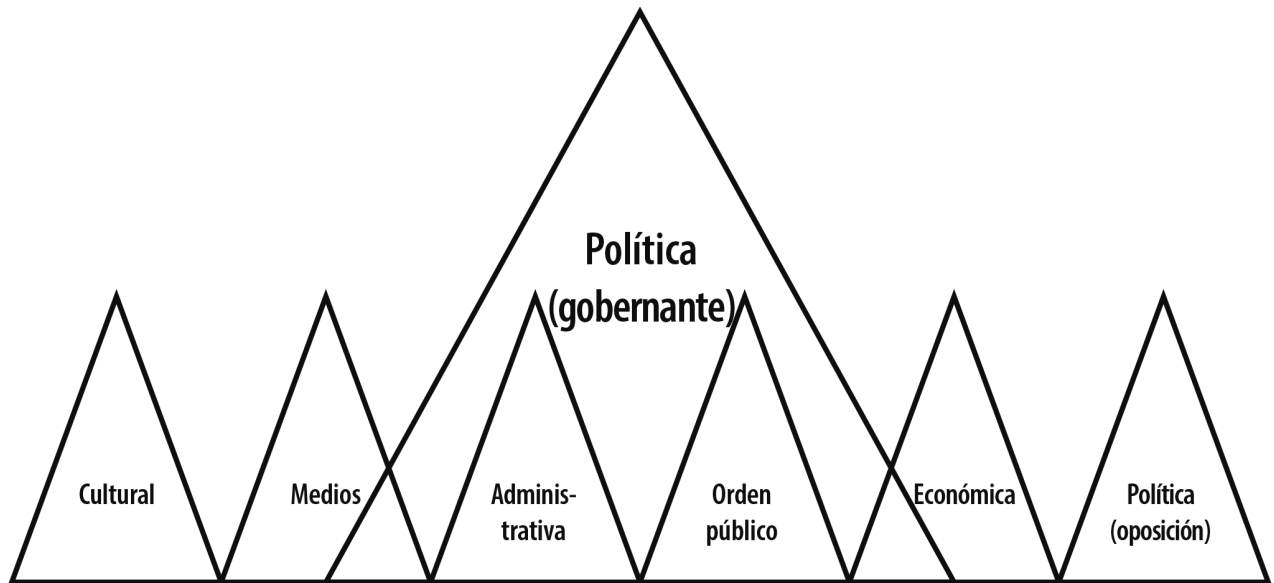 Política
(gobernante)
Cultural
Medios
Adminis-
trativa
Orden
público
Económica
Política
(oposición)